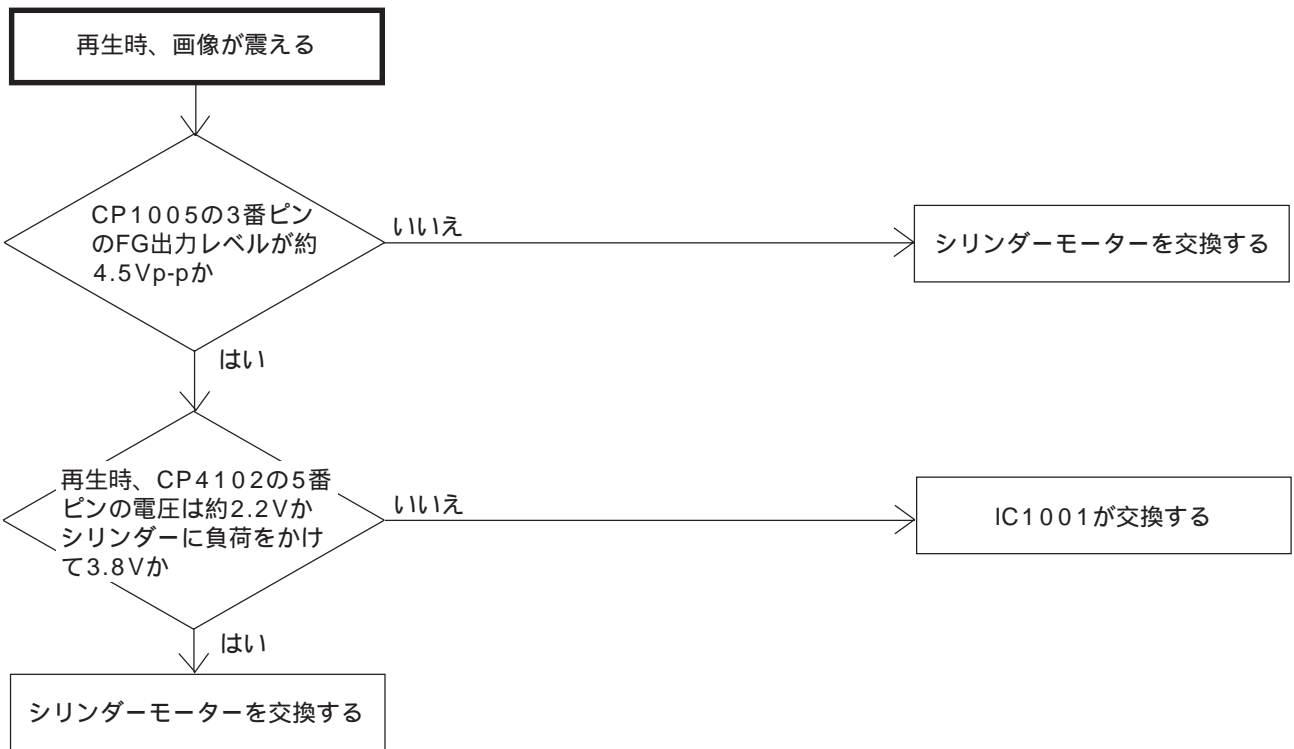 再生時、画像が震える
CP1005の3番ピン
のFG出力レベルが約
4.5Vp-pか
いいえ
シリンダーモーターを交換する
はい
再生時、CP4102の5番
ピンの電圧は約2.2Vか
シリンダーに負荷をかけ
て3.8Vか
いいえ
IC1001が交換する
はい
シリンダーモーターを交換する